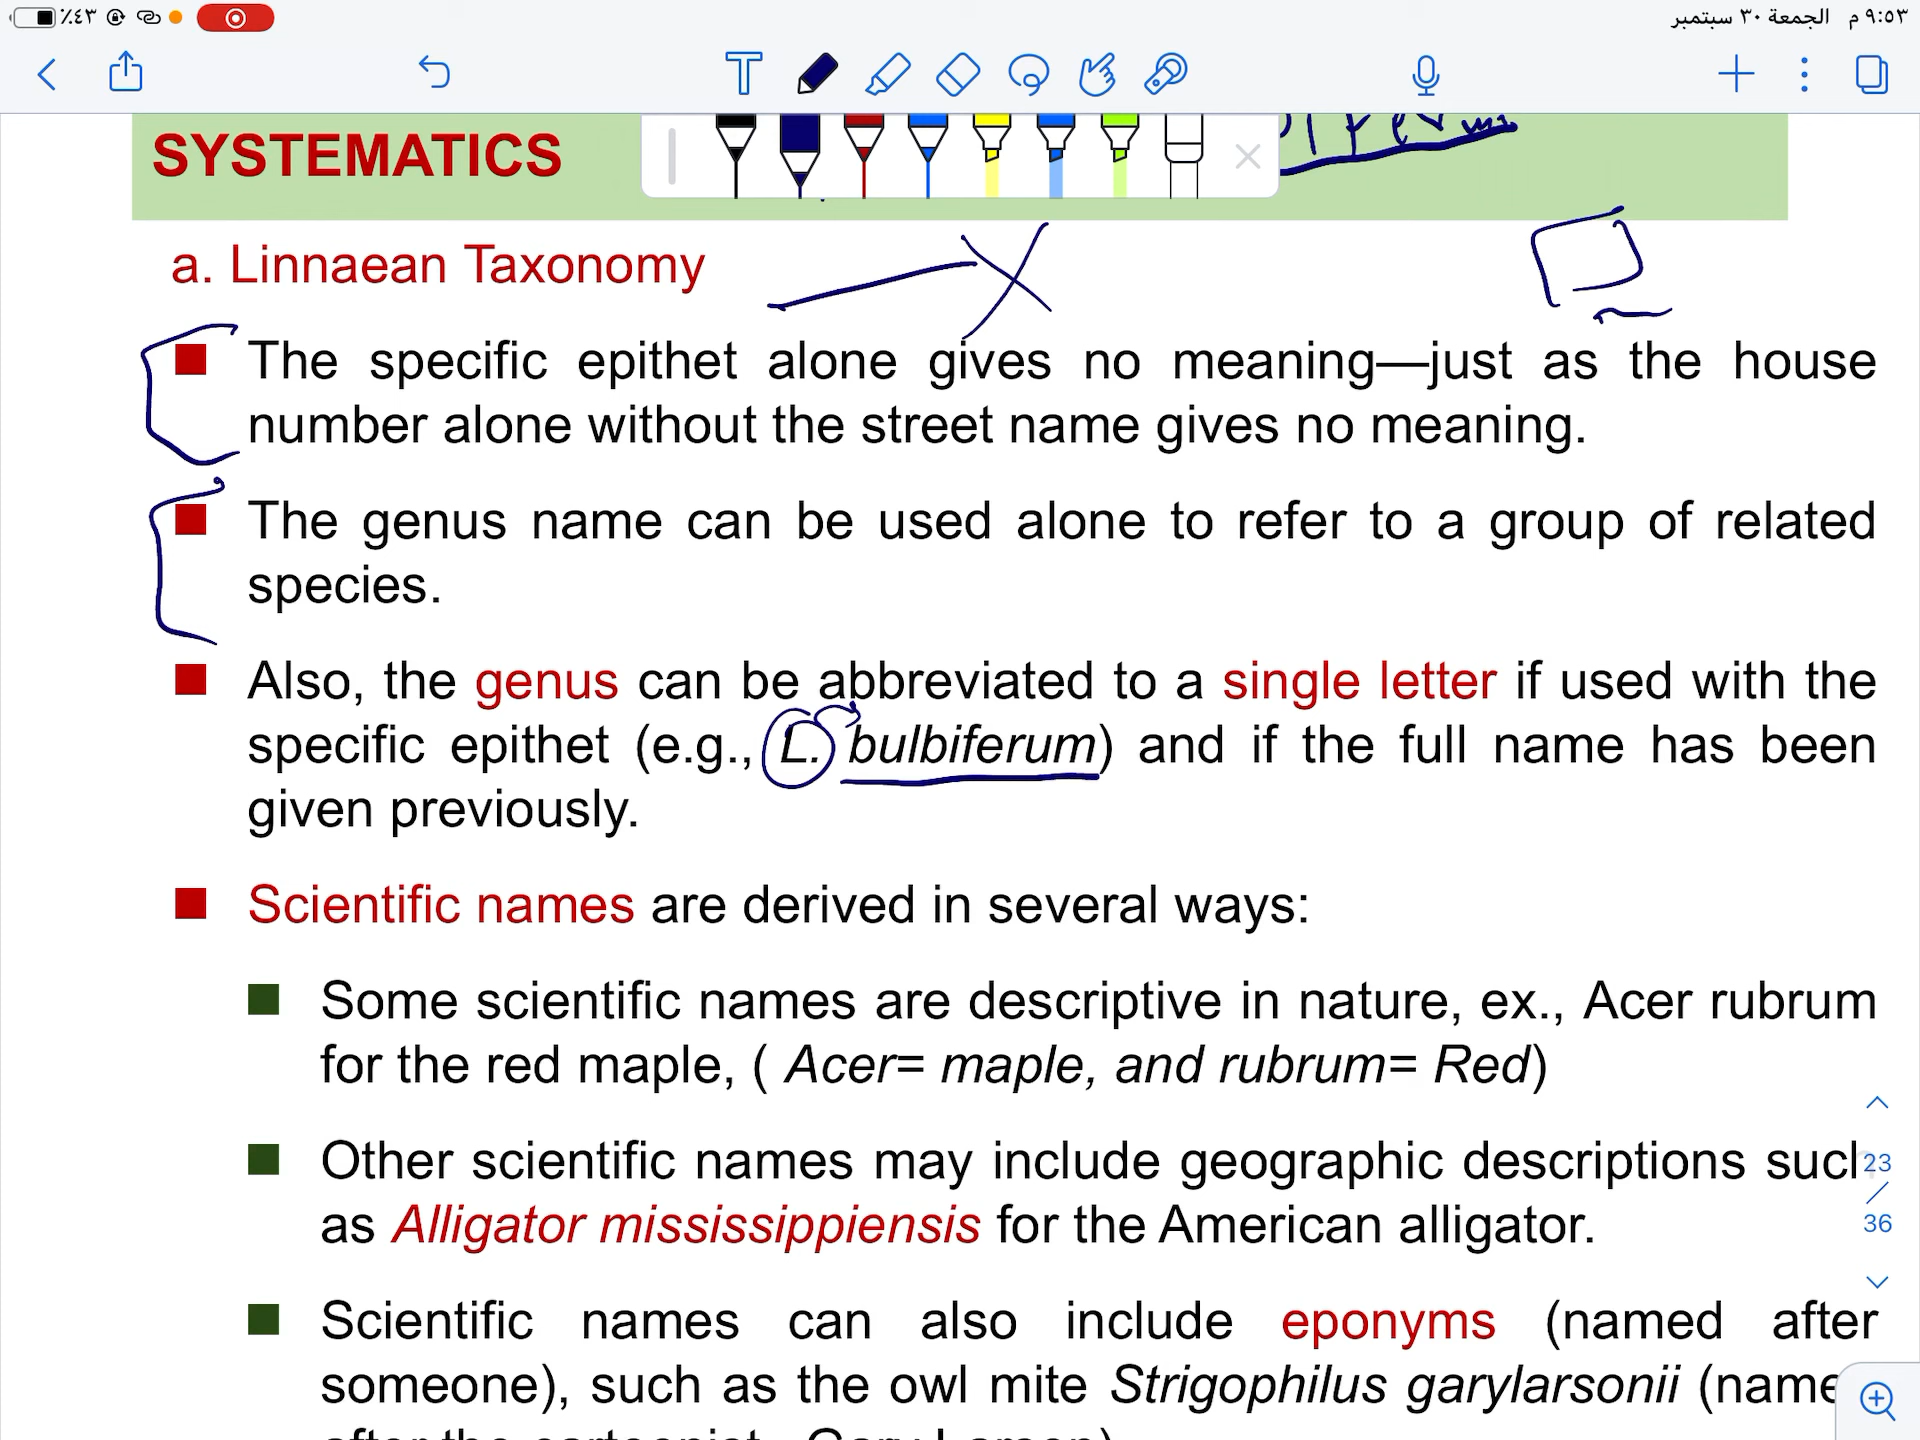 ٪٤٣
٩:٥٣ م الجمعة ٣٠ سبتمبر
SYSTEMATICS
a. Linnaean Taxonomy
The specific epithet alone gives no meaning—just as the house
number alone without the street name gives no meaning.
The genus name can be used alone to refer to a group of related
species.
Also, the genus can be abbreviated to a single letter if used with the
specific epithet (e.g., L. bulbiferum) and if the full name has been
given previously.
Scientific names are derived in several ways:
Some scientific names are descriptive in nature, ex., Acer rubrum
for the red maple, ( Acer= maple, and rubrum= Red)
Other scientific names may include geographic descriptions such
as Alligator mississippiensis for the American alligator.
23
/
36
Scientific names can also include eponyms (named after
someone), such as the owl mite Strigophilus garylarsonii (name
after the cartoonist, Gary Larson)